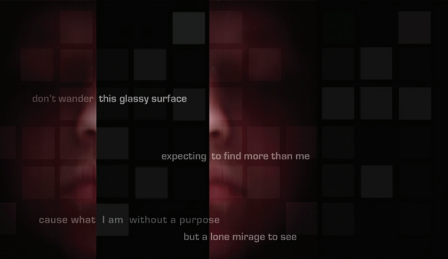 don't wander this glassy surface
expecting to find more than me
cause what I am without a purpose
but a lone mirage to see